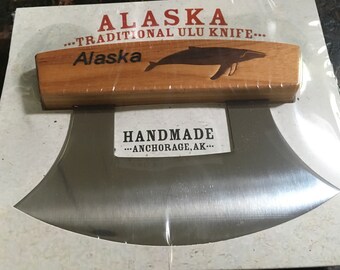 ALASKA
···TRADITIONAL ULU KNIFE···
Alaska
HANDMADE
···ANCHORAGE, AK···